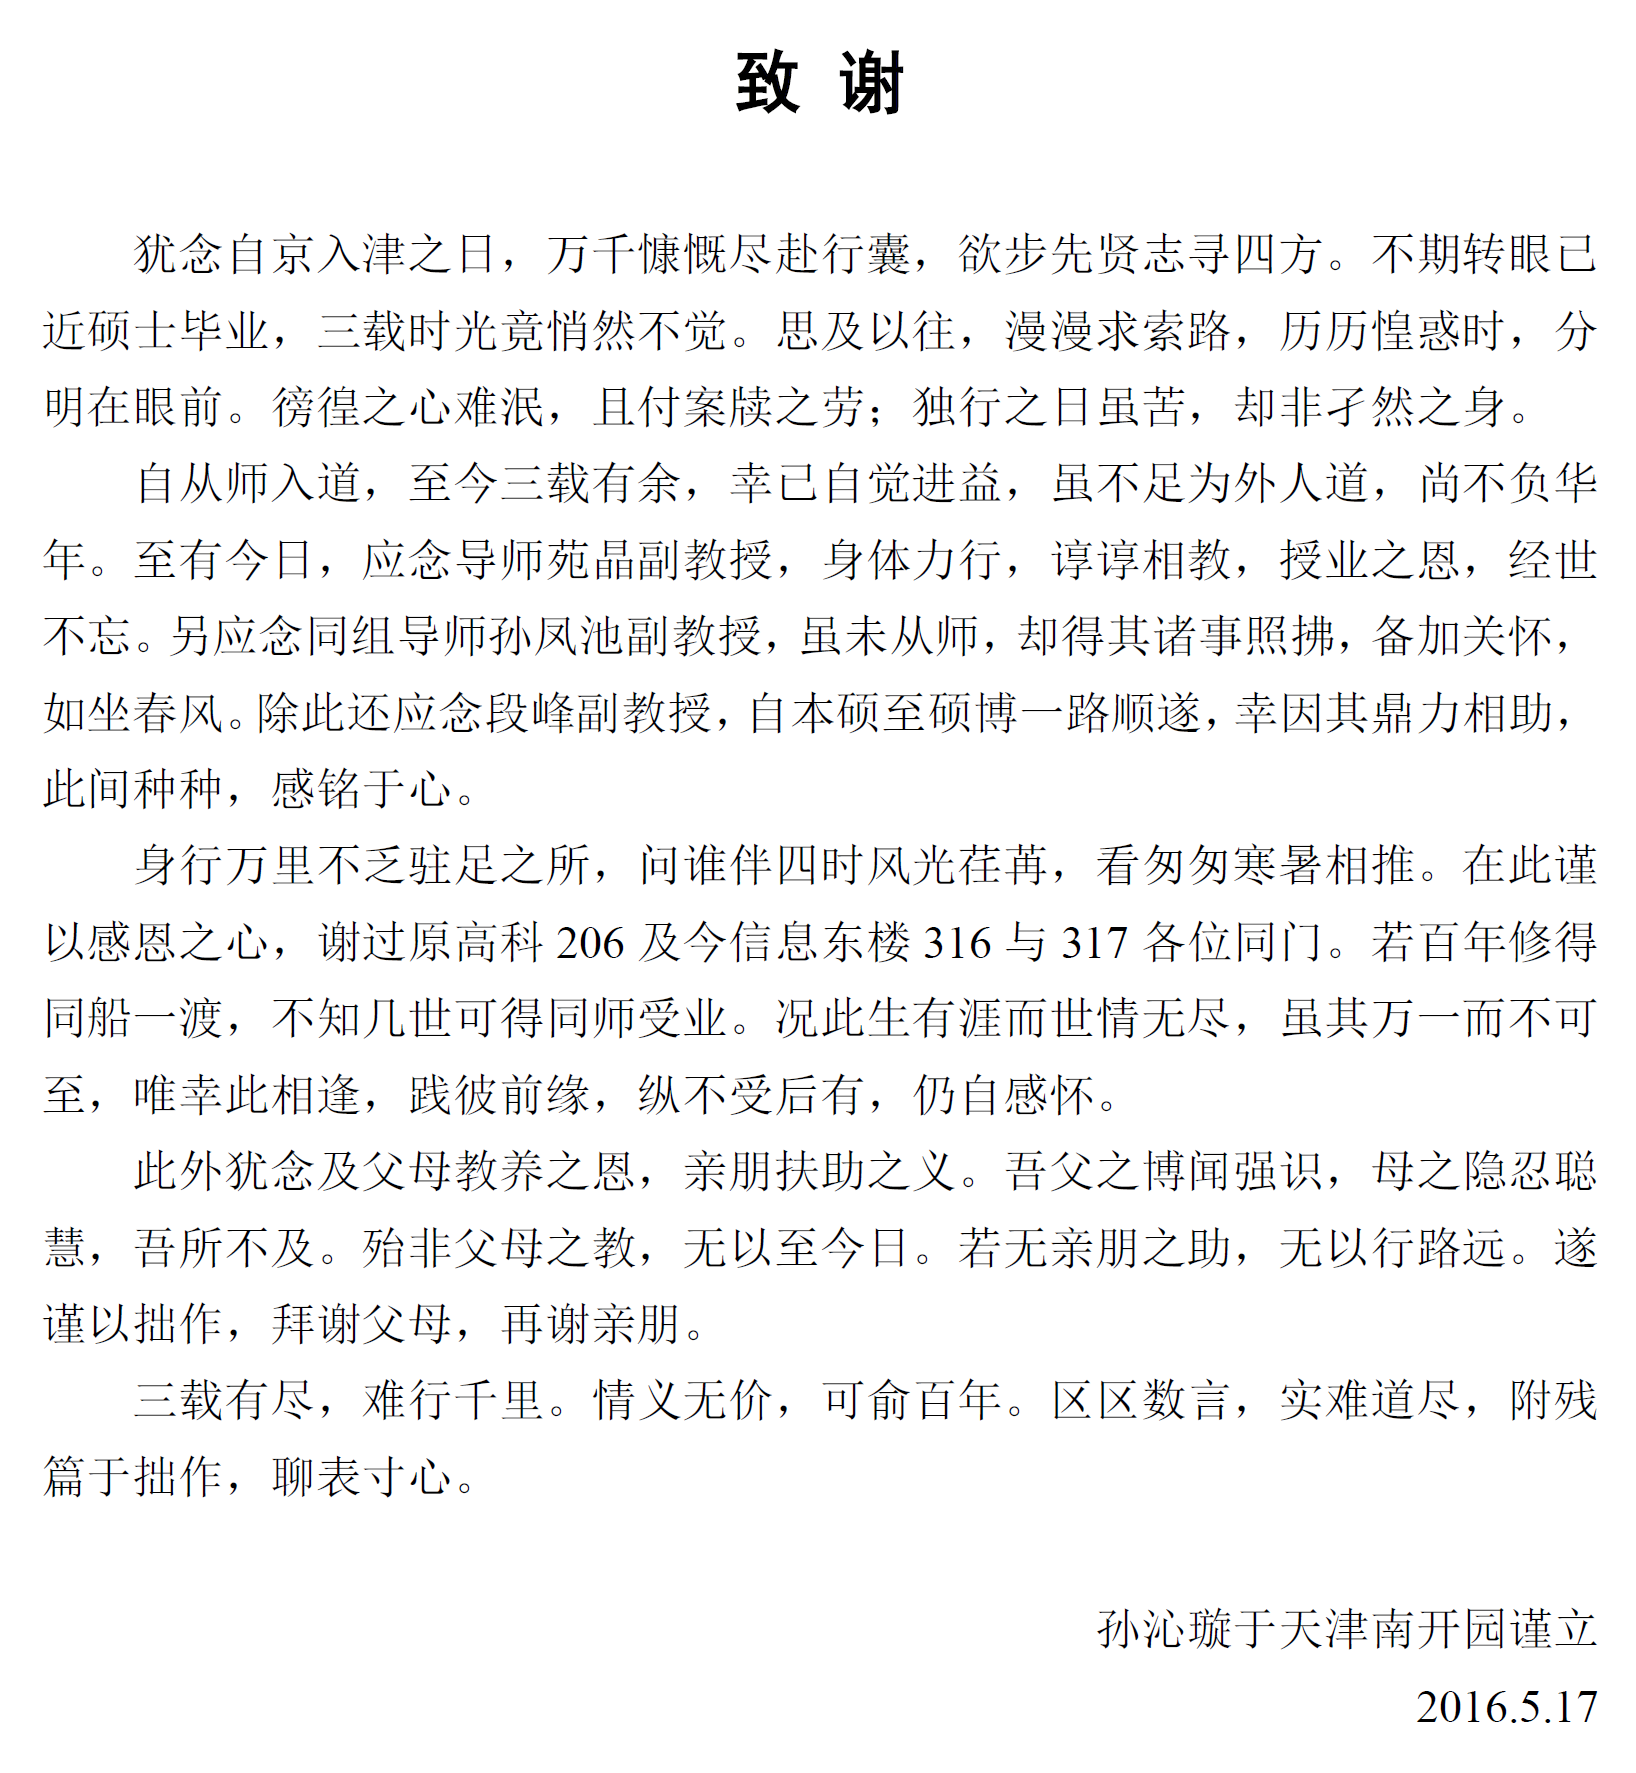 致 谢
犹念自京入津之日，万千慷慨尽赴行囊，欲步先贤志寻四方。不期转眼已
近硕士毕业，三载时光竟悄然不觉。思及以往，漫漫求索路，历历惶惑时，分
明在眼前。徬徨之心难泯，且付案牍之劳；独行之日虽苦，却非孑然之身。
自从师入道，至今三载有余，幸已自觉进益，虽不足为外人道，尚不负华
年。至有今日，应念导师苑晶副教授，身体力行，谆谆相教，授业之恩，经世
不忘。另应念同组导师孙凤池副教授，虽未从师，却得其诸事照拂，备加关怀，
如坐春风。除此还应念段峰副教授，自本硕至硕博一路顺遂，幸因其鼎力相助，
此间种种，感铭于心。
身行万里不乏驻足之所，问谁伴四时风光荏苒，看匆匆寒暑相推。在此谨
以感恩之心，谢过原高科 206 及今信息东楼 316 与 317 各位同门。若百年修得
同船一渡，不知几世可得同师受业。况此生有涯而世情无尽，虽其万一而不可
至，唯幸此相逢，践彼前缘，纵不受后有，仍自感怀。
此外犹念及父母教养之恩，亲朋扶助之义。吾父之博闻强识，母之隐忍聪
慧，吾所不及。殆非父母之教，无以至今日。若无亲朋之助，无以行路远。遂
谨以拙作，拜谢父母，再谢亲朋。
三载有尽，难行千里。情义无价，可俞百年。区区数言，实难道尽，附残
篇于拙作，聊表寸心。
孙沁璇于天津南开园谨立
2016.5.17